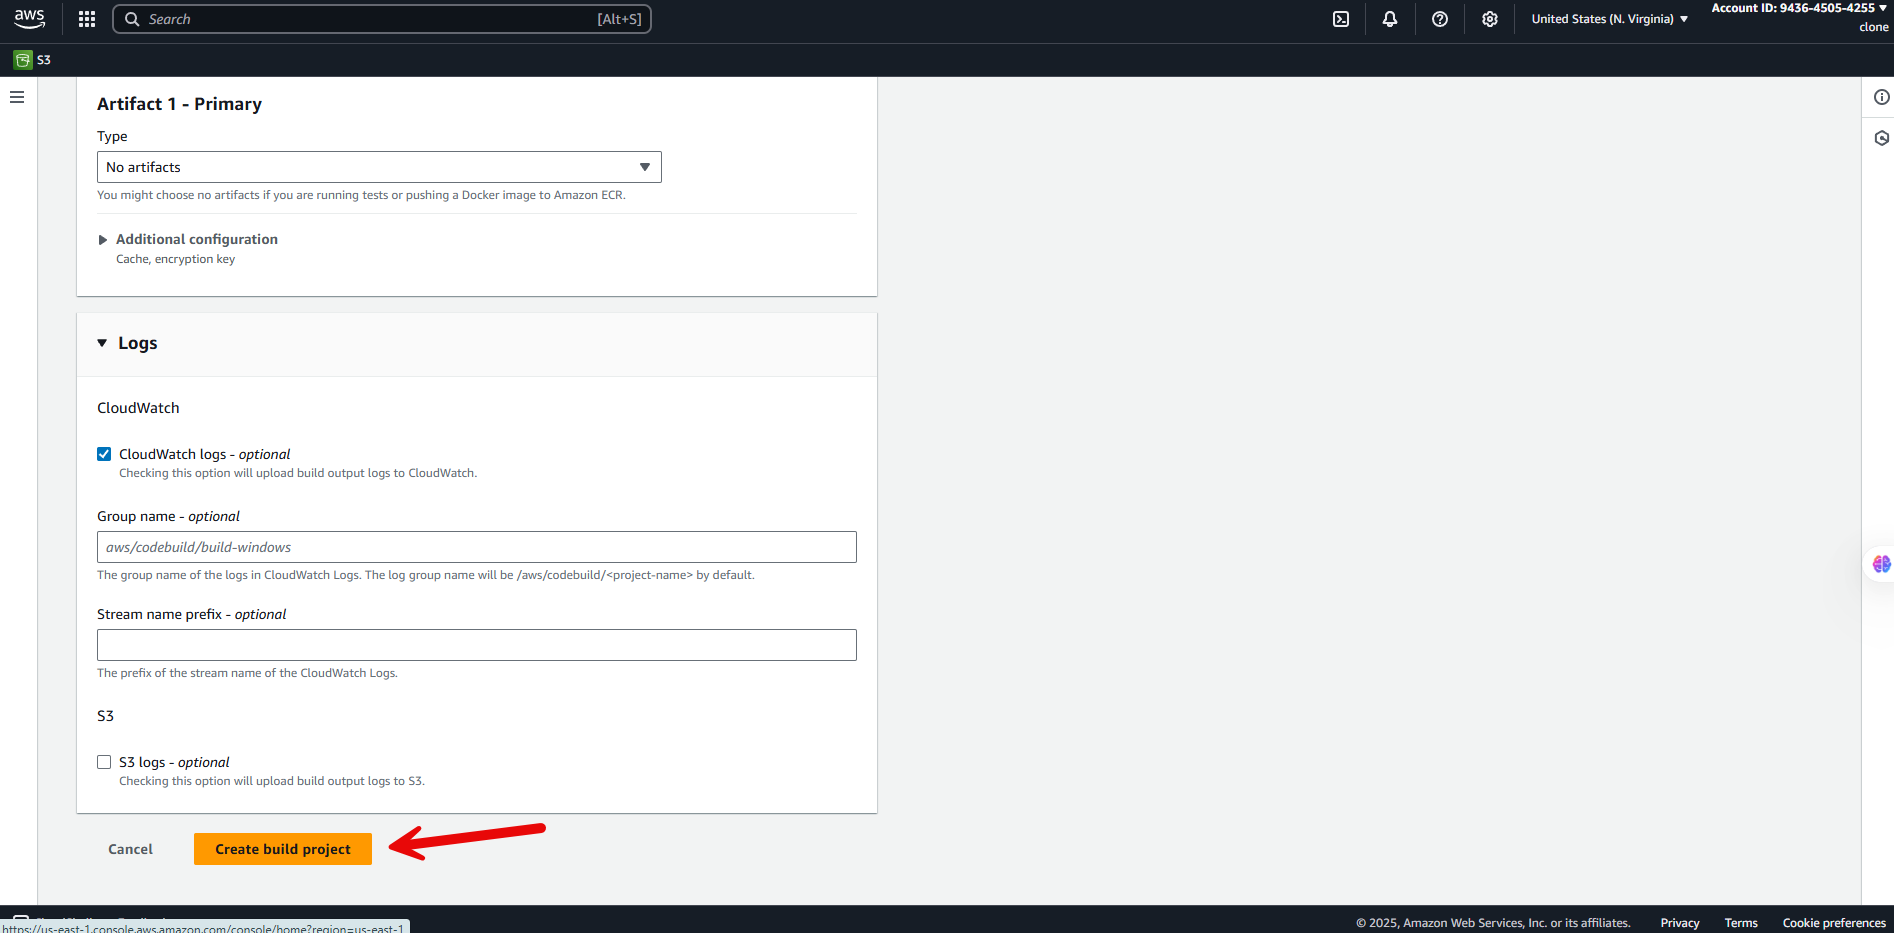 aws
Search
[Alt+S]
United States (N. Virginia)
Account ID: 9436-4505-4255
clone
S3
Artifact 1 - Primary
Type
No artifacts
You might choose no artifacts if you are running tests or pushing a Docker image to Amazon ECR.
Additional configuration
Cache, encryption key
Logs
CloudWatch
CloudWatch logs - optional
Checking this option will upload build output logs to CloudWatch.
Group name - optional
aws/codebuild/build-windows
The group name of the logs in CloudWatch Logs. The log group name will be /aws/codebuild/<project-name> by default.
Stream name prefix - optional
The prefix of the stream name of the CloudWatch Logs.
S3
S3 logs - optional
Checking this option will upload build output logs to S3.
Cancel
Create build project
https://us-east-1.console.aws.amazon.com/console/home?region=us-east-1
© 2025, Amazon Web Services, Inc. or its affiliates.
Privacy
Terms
Cookie preferences